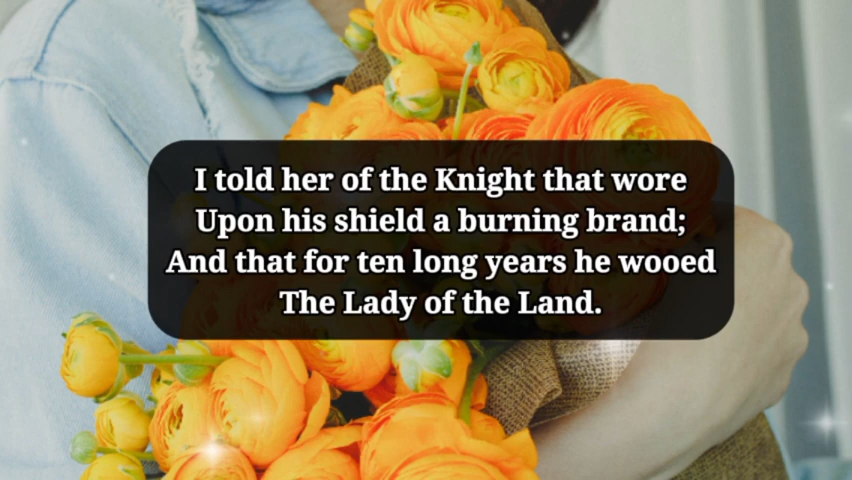 I told her of the Knight that wore
Upon his shield a burning brand;
And that for ten long years he wooed
The Lady of the Land.